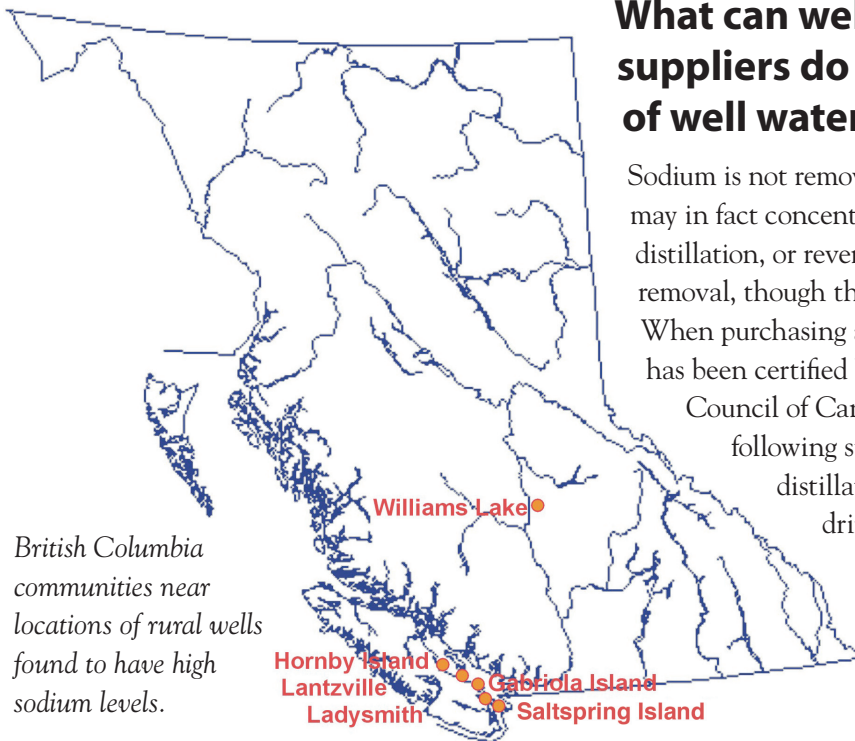 What can wel
suppliers do
of well water
Sodium is not remov
may in fact concent
distillation, or rever
removal, though th
When purchasing a
has been certified
Council of Car
following s
distilla
dri
Williams Lake
British Columbia
communities near
locations of rural wells
found to have high
sodium levels.
Hornby Island
Lantzville
Gabriola Island
Ladysmith
Saltspring Island